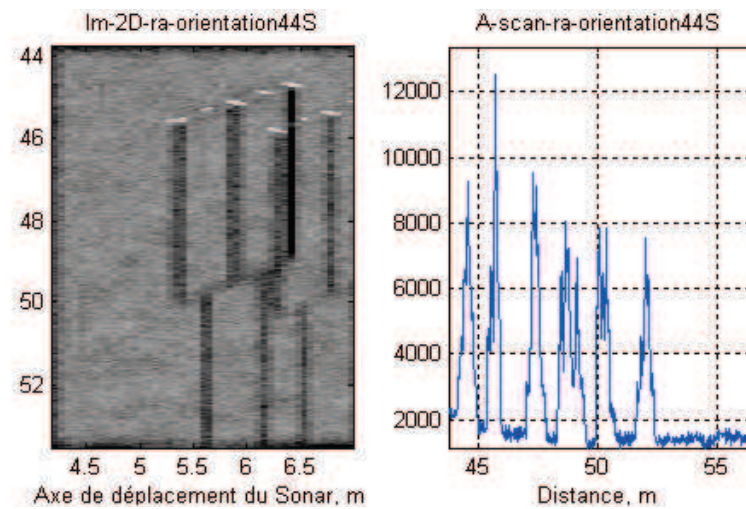 Im-2D-ra-orientation44S
44
46
48
50
52
4.5 5 5.5 6 6.5
Axe de déplacement du Sonar, m
A-scan-ra-orientation44S
12000
10000
8000
6000
4000
2000
45 50 55
Distance, m